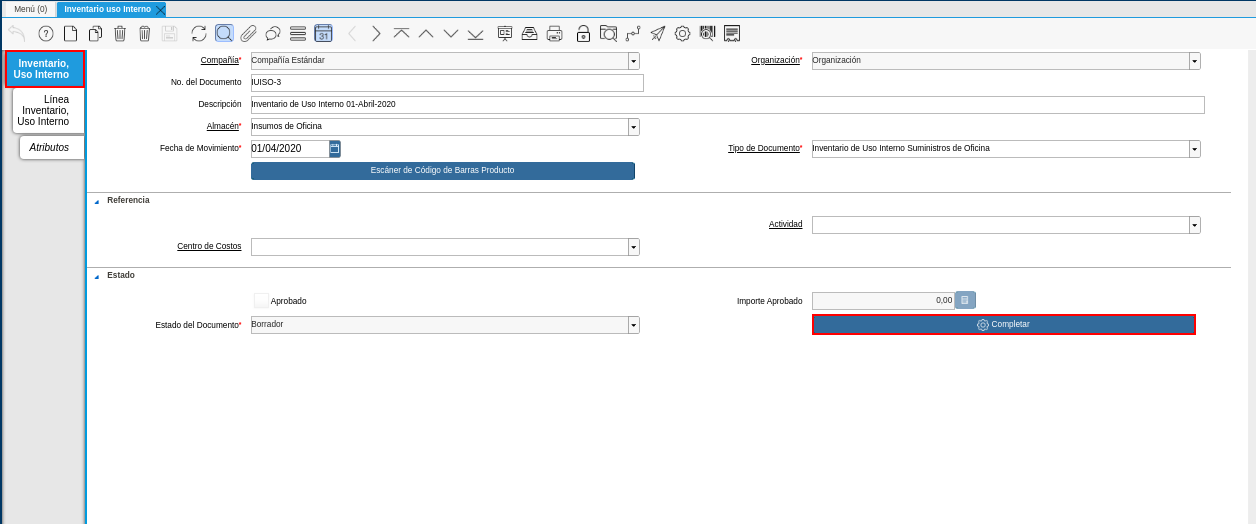 Menú (0)
Inventario uso Interno
?
31
Inventario,
Uso Interno
Línea
Inventario,
Uso Interno
Atributos
Compañía* Compañía Estándar Organización* Organización
No. del Documento IUISO-3
Descripción Inventario de Uso Interno 01-Abril-2020
Almacén* Insumos de Oficina
Fecha de Movimiento* 01/04/2020 Tipo de Documento* Inventario de Uso Interno Suministros de Oficina
Escáner de Código de Barras Producto
Referencia
Actividad
Centro de Costos
Estado
Aprobado Importe Aprobado 0,00
Estado del Documento* Borrador Completar